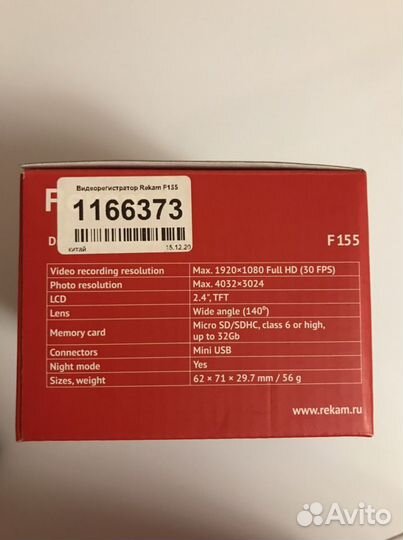 F
Видеорегистратор Rekam F155
1166373
китай 15.12.20
D
F155
Video recording resolution Max. 1920×1080 Full HD (30 FPS)
Photo resolution Max. 4032×3024
LCD 2.4", TFT
Lens Wide angle (140⁰)
Memory card Micro SD/SDHC, class 6 or high, up to 32Gb
Connectors Mini USB
Night mode Yes
Sizes, weight 62 × 71 × 29.7 mm / 56 g
www.rekam.ru
Avito